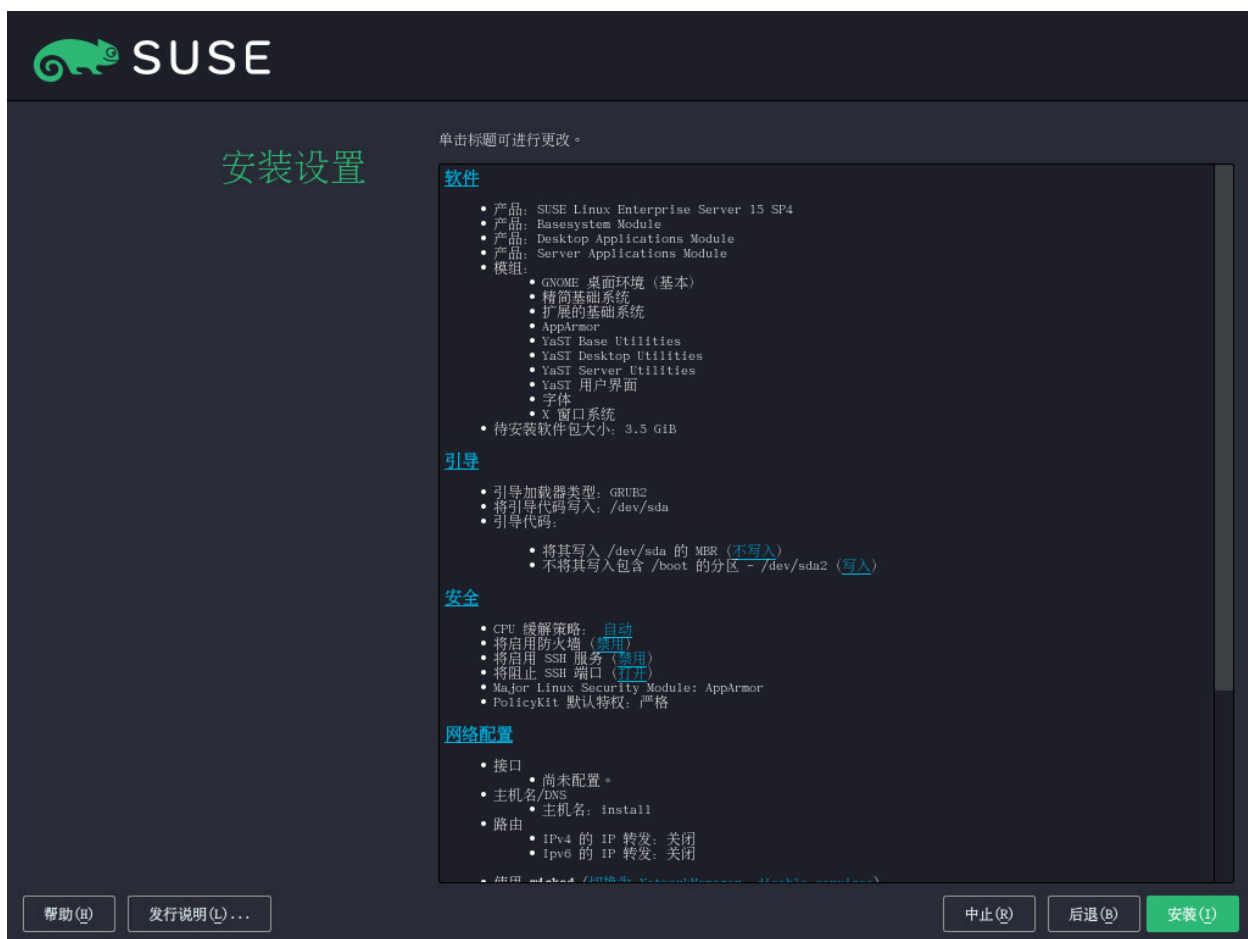 SUSE
安装设置
单击标题可进行更改。
软件
产品: SUSE Linux Enterprise Server 15 SP4
产品: Basesystem Module
产品: Desktop Applications Module
产品: Server Applications Module
模组:
GNOME 桌面环境 (基本)
精简基础系统
扩展的基础系统
AppArmor
YaST Base Utilities
YaST Desktop Utilities
YaST Server Utilities
YaST 用户界面
字体
X 窗口系统
待安装软件包大小: 3.5 GiB
引导
引导加载器类型: GRUB2
将引导代码写入: /dev/sda
引导代码:
将其写入 /dev/sda 的 MBR (不写入)
不将其写入包含 /boot 的分区 - /dev/sda2 (写入)
安全
CPU 缓解策略: 自动
将启用防火墙 (禁用)
将启用 SSH 服务 (禁用)
将阻止 SSH 端口 (打开)
Major Linux Security Module: AppArmor
PolicyKit 默认特权: 严格
网络配置
接口
尚未配置。
主机名/DNS
主机名: install
路由
IPv4 的 IP 转发: 关闭
Ipv6 的 IP 转发: 关闭
使用 wicked (切换为 NetworkManager, disable services)
帮助(H) 发行说明(L)... 中止(R) 后退(B) 安装(I)